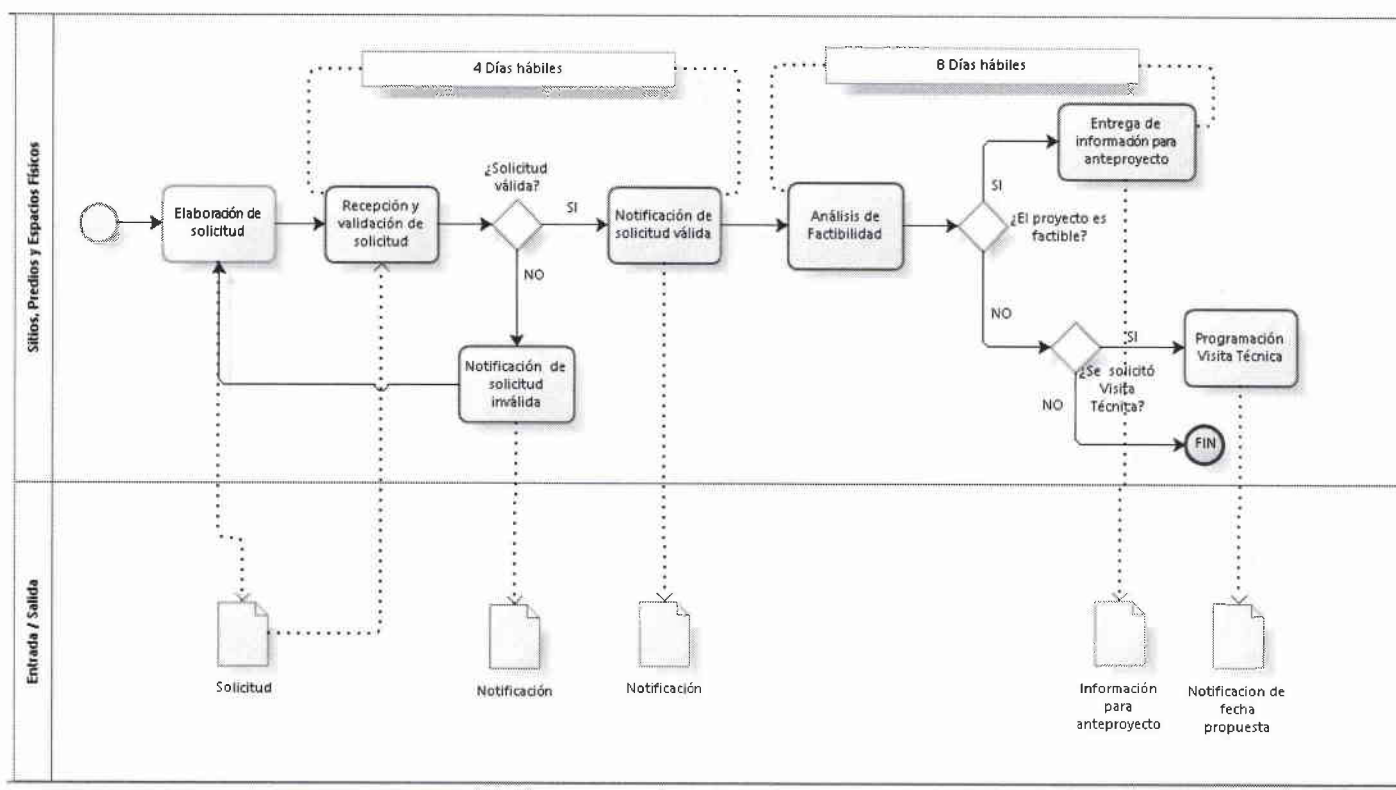 Sitios, Predios y Espacios Físicos
4 Días hábiles
8 Días hábiles
Elaboración de
solicitud
Recepción y
validación de
solicitud
¿Solicitud
válida?
SI
NO
Notificación de
solicitud válida
Notificación de
solicitud
inválida
Análisis de
Factibilidad
SI
¿El proyecto es
factible?
NO
Entrega de
información para
anteproyecto
SI
¿Se solicitó
Visita
Técnica?
NO
Programación
Visita Técnica
FIN
Entrada / Salida
Solicitud
Notificación
Notificación
Información
para
anteproyecto
Notificacion de
fecha
propuesta